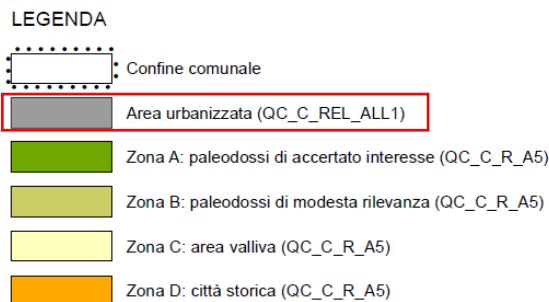 LEGENDA
Confine comunale
Area urbanizzata (QC_C_REL_ALL1)
Zona A: paleodossi di accertato interesse (QC_C_R_A5)
Zona B: paleodossi di modesta rilevanza (QC_C_R_A5)
Zona C: area valliva (QC_C_R_A5)
Zona D: città storica (QC_C_R_A5)